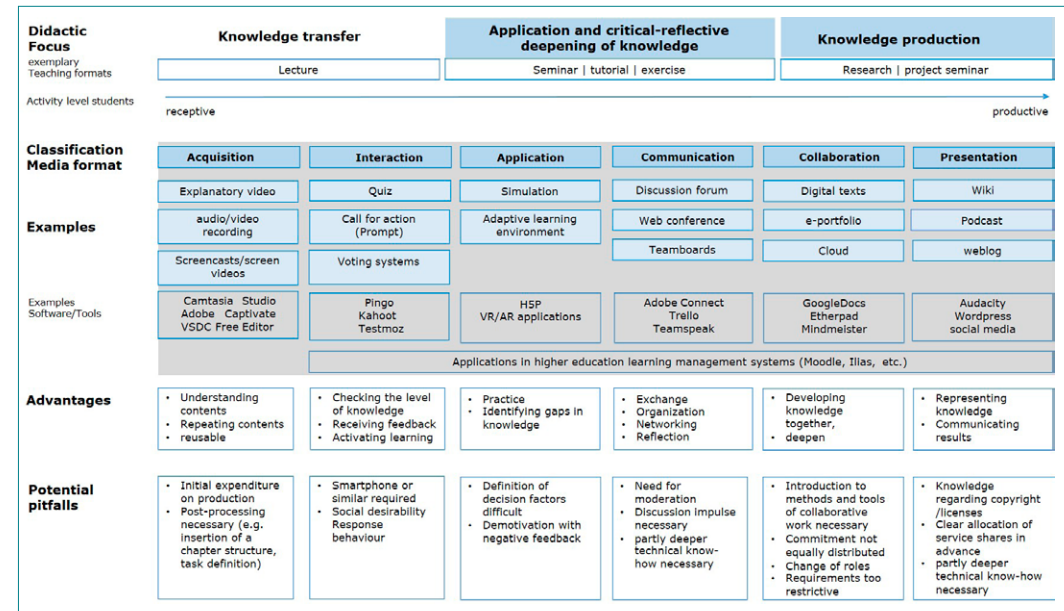 Didactic
Focus
Knowledge transfer
Application and critical-reflective
deepening of knowledge
Knowledge production
exemplary
Teaching formats
Lecture
Seminar | tutorial | exercise
Research | project seminar
Activity level students
receptive
productive
Classification
Media format
Acquisition
Interaction
Application
Communication
Collaboration
Presentation
Examples
Explanatory video
Quiz
Simulation
Discussion forum
Digital texts
Wiki
audio/video
recording
Call for action
(Prompt)
Adaptive learning
environment
Web conference
e-portfolio
Podcast
Screencasts/screen
videos
Voting systems
Teamboards
Cloud
weblog
Examples
Software/Tools
Camtasia Studio
Adobe Captivate
VSDC Free Editor
Pingo
Kahoot
Testmoz
H5P
VR/AR applications
Adobe Connect
Trello
Teamspeak
GoogleDocs
Etherpad
Mindmeister
Audacity
Wordpress
social media
Applications in higher education learning management systems (Moodle, Ilias, etc.)
Advantages
• Understanding
contents
• Repeating contents
• reusable
• Checking the level
of knowledge
• Receiving feedback
• Activating learning
• Practice
• Identifying gaps in
knowledge
• Exchange
• Organization
• Networking
• Reflection
• Developing
knowledge
together,
• deepen
• Representing
knowledge
• Communicating
results
Potential
pitfalls
• Initial expenditure
on production
• Post-processing
necessary (e.g.
insertion of a
chapter structure,
task definition)
• Smartphone or
similar required
• Social desirability
Response
behaviour
• Definition of
decision factors
difficult
• Demotivation with
negative feedback
• Need for
moderation
• Discussion impulse
necessary
• partly deeper
technical know-
how necessary
• Introduction to
methods and tools
of collaborative
work necessary
• Commitment not
equally distributed
• Change of roles
• Requirements too
restrictive
• Knowledge
regarding copyright
/licenses
• Clear allocation of
service shares in
advance
• partly deeper
technical know-how
necessary